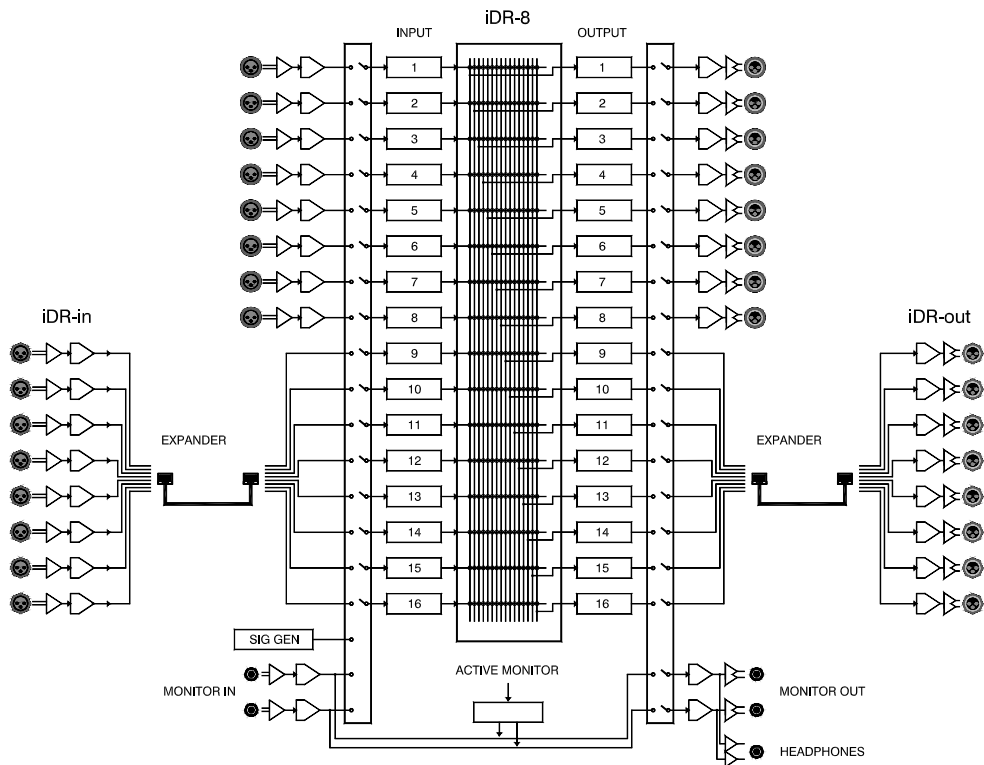 iDR-8
INPUT
OUTPUT
1
1
2
2
3
3
4
4
5
5
6
6
7
7
8
8
iDR-in
iDR-out
9
9
10
10
11
11
EXPANDER
EXPANDER
12
12
13
13
14
14
15
15
16
16
SIG GEN
ACTIVE MONITOR
MONITOR IN
MONITOR OUT
HEADPHONES